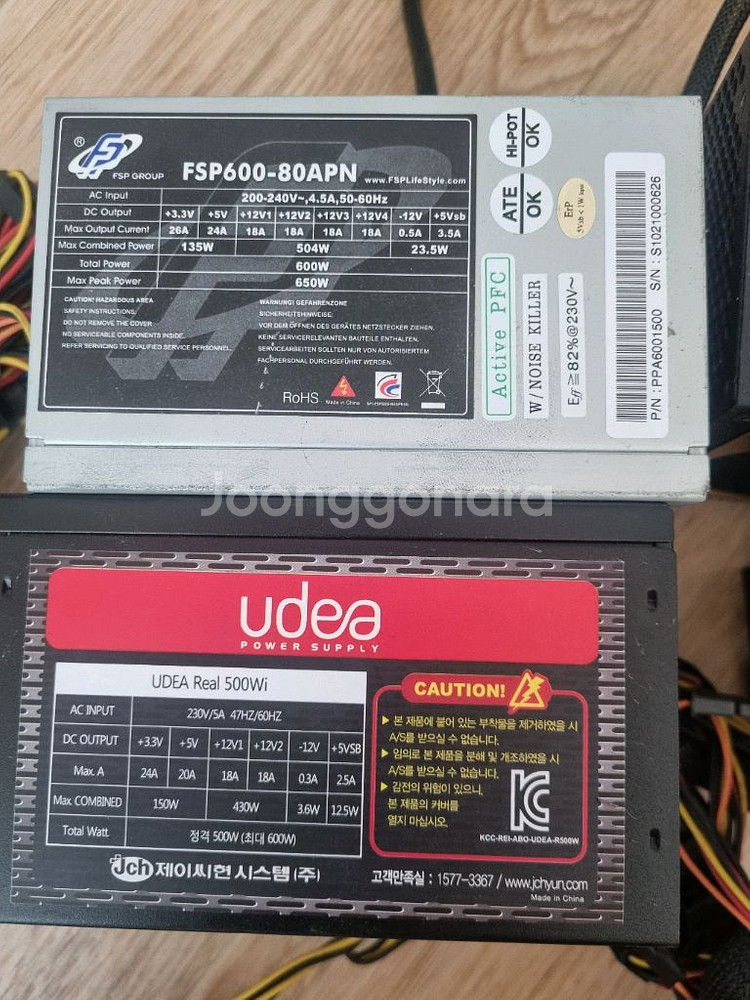 FSP GROUP
FSP600-80APN www.FSPLifeStyle.com
AC Input 200-240V~,4.5A,50-60Hz
DC Output +3.3V +5V +12V1 +12V2 +12V3 +12V4 -12V +5Vsb
Max Output Current 26A 24A 18A 18A 18A 18A 0.5A 3.5A
Max Combined Power 135W 504W 23.5W
Total Power 600W
Max Peak Power 650W
CAUTION! HAZARDOUS AREA
SAFETY INSTRUCTIONS:
DO NOT REMOVE THE COVER
NO SERVICEABLE COMPONENTS INSIDE.
REFER SERVICING TO QUALIFIED SERVICE PERSONNEL.
WARNUNG! GEFAHRENZONE
SICHERHEITSHINWEISE:
VOR DEM ÖFFNEN DES GERÄTES NETZSTECKER ZIEHEN.
KEINE SERVICERELEVANTEN BAUTEILE ENTHALTEN.
SERVICEARBEITEN SOLLTEN NUR VON AUTORISIERTEM
FACHPERSONAL DURCHGEFÜHRT WERDEN.
RoHS
Made in China
HI-POT
OK
ATE
OK
ErP
5Vsb < 1W
Active PFC
W/NOISE KILLER
Eff ≧82%@230V~
P/N : PPA6001500 S/N : S1021000626
Joonggonara
udea
POWER SUPPLY
UDEA Real 500Wi
AC INPUT 230V/5A 47HZ/60HZ
DC OUTPUT +3.3V +5V +12V1 +12V2 -12V +5VSB
Max. A 24A 20A 18A 18A 0.3A 2.5A
Max COMBINED 150W 430W 3.6W 12.5W
Total Watt. 정격 500W (최대 600W)
CAUTION!
▶ 본 제품에 붙어 있는 부착물을 제거하였을 시
A/S를 받으실 수 없습니다.
▶ 임의로 본 제품을 분해 및 개조하였을 시
A/S를 받으실 수 없습니다.
▶ 감전의 위험이 있으니,
본 제품의 커버를
열지 마십시오.
KCC-REI-ABO-UDEA-R500W
Jch 제이씨현 시스템 (주)
고객만족실 : 1577-3367 / www.jchyun.com
Made in China